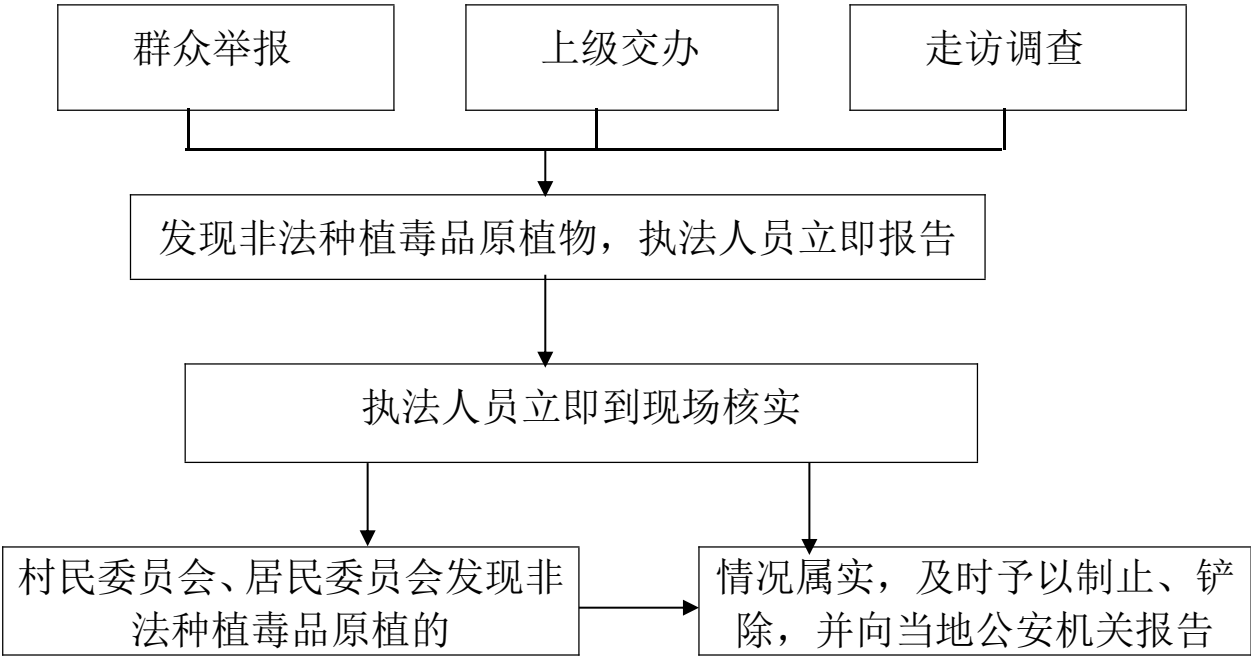 群众举报
上级交办
走访调查
发现非法种植毒品原植物，执法人员立即报告
执法人员立即到现场核实
村民委员会、居民委员会发现非
法种植毒品原植的
情况属实，及时予以制止、铲
除，并向当地公安机关报告